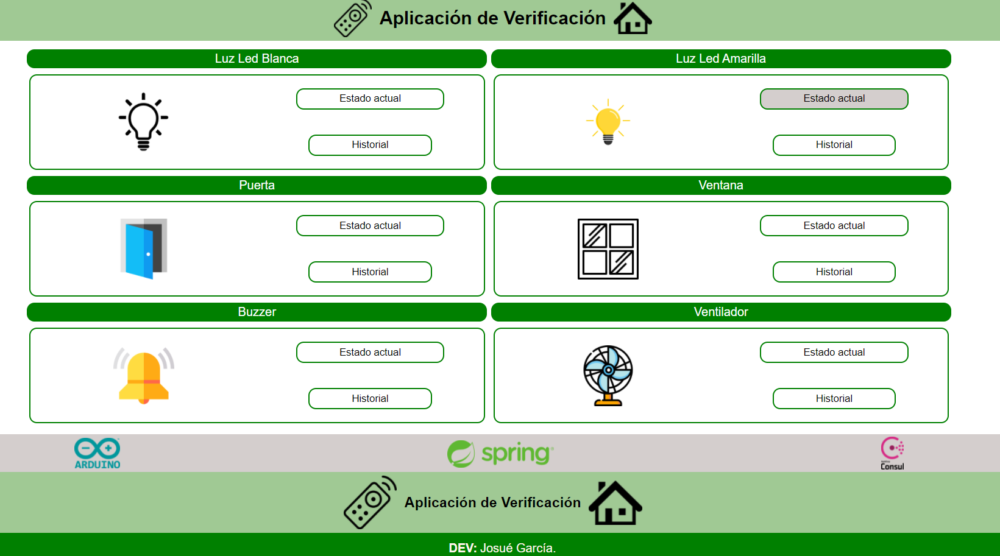 Aplicación de Verificación
Luz Led Blanca
Luz Led Amarilla
Estado actual
Estado actual
Historial
Historial
Puerta
Ventana
Estado actual
Estado actual
Historial
Historial
Buzzer
Ventilador
Estado actual
Estado actual
Historial
Historial
ARDUINO
spring
Consul
Aplicación de Verificación
DEV: Josué García.